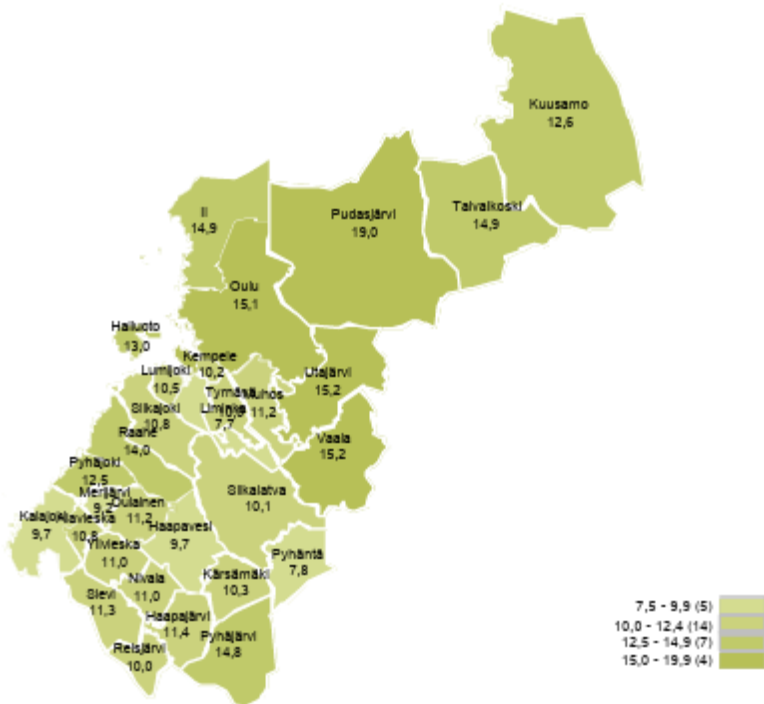 Kuusamo
12,6
Taivalkoski
14,9
Pudasjärvi
19,0
Ii
14,9
Oulu
15,1
Hailuoto
13,0
Kempele
10,2
Lumijoki
10,5
Tyrnävä
Muhos
11,2
Liminka
7,7
Utajärvi
15,2
Siikajoki
10,8
Raahe
14,0
Vaala
15,2
Pyhäjoki
12,5
Siikalatva
10,1
Merijärvi
9,2
Oulainen
11,2
Kalajoki
9,7
Alavieska
10,8
Haapavesi
9,7
Ylivieska
11,0
Pyhäntä
7,8
Nivala
11,0
Kärsämäki
10,3
Sievi
11,3
Haapajärvi
11,4
Pyhäjärvi
14,8
Reisjärvi
10,0
7,5 - 9,9 (5)
10,0 - 12,4 (14)
12,5 - 14,9 (7)
15,0 - 19,9 (4)